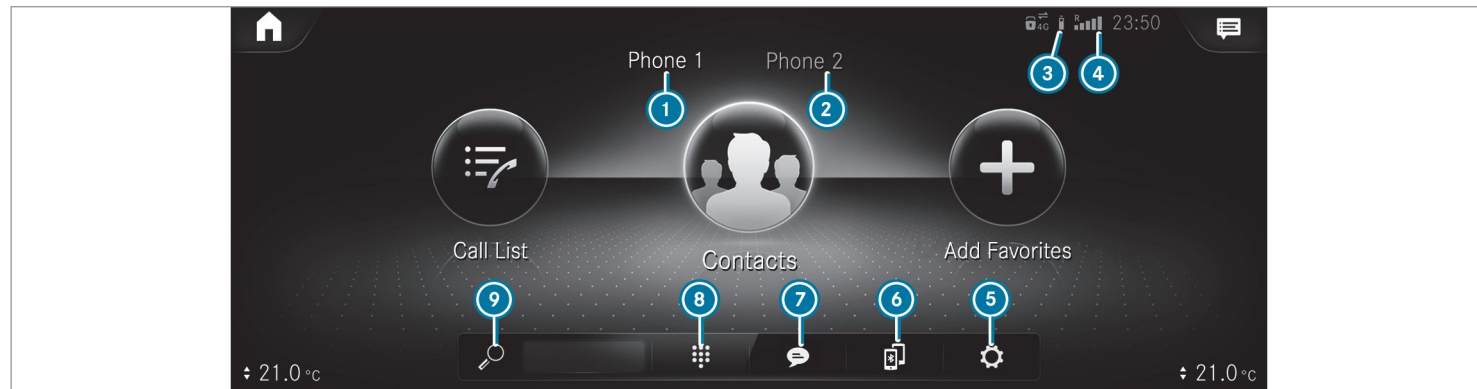 4G R 23:50
Phone 1 Phone 2
3 4
1 2
Call List Contacts Add Favorites
9 8 7 6 5
21.0 °C 21.0 °C